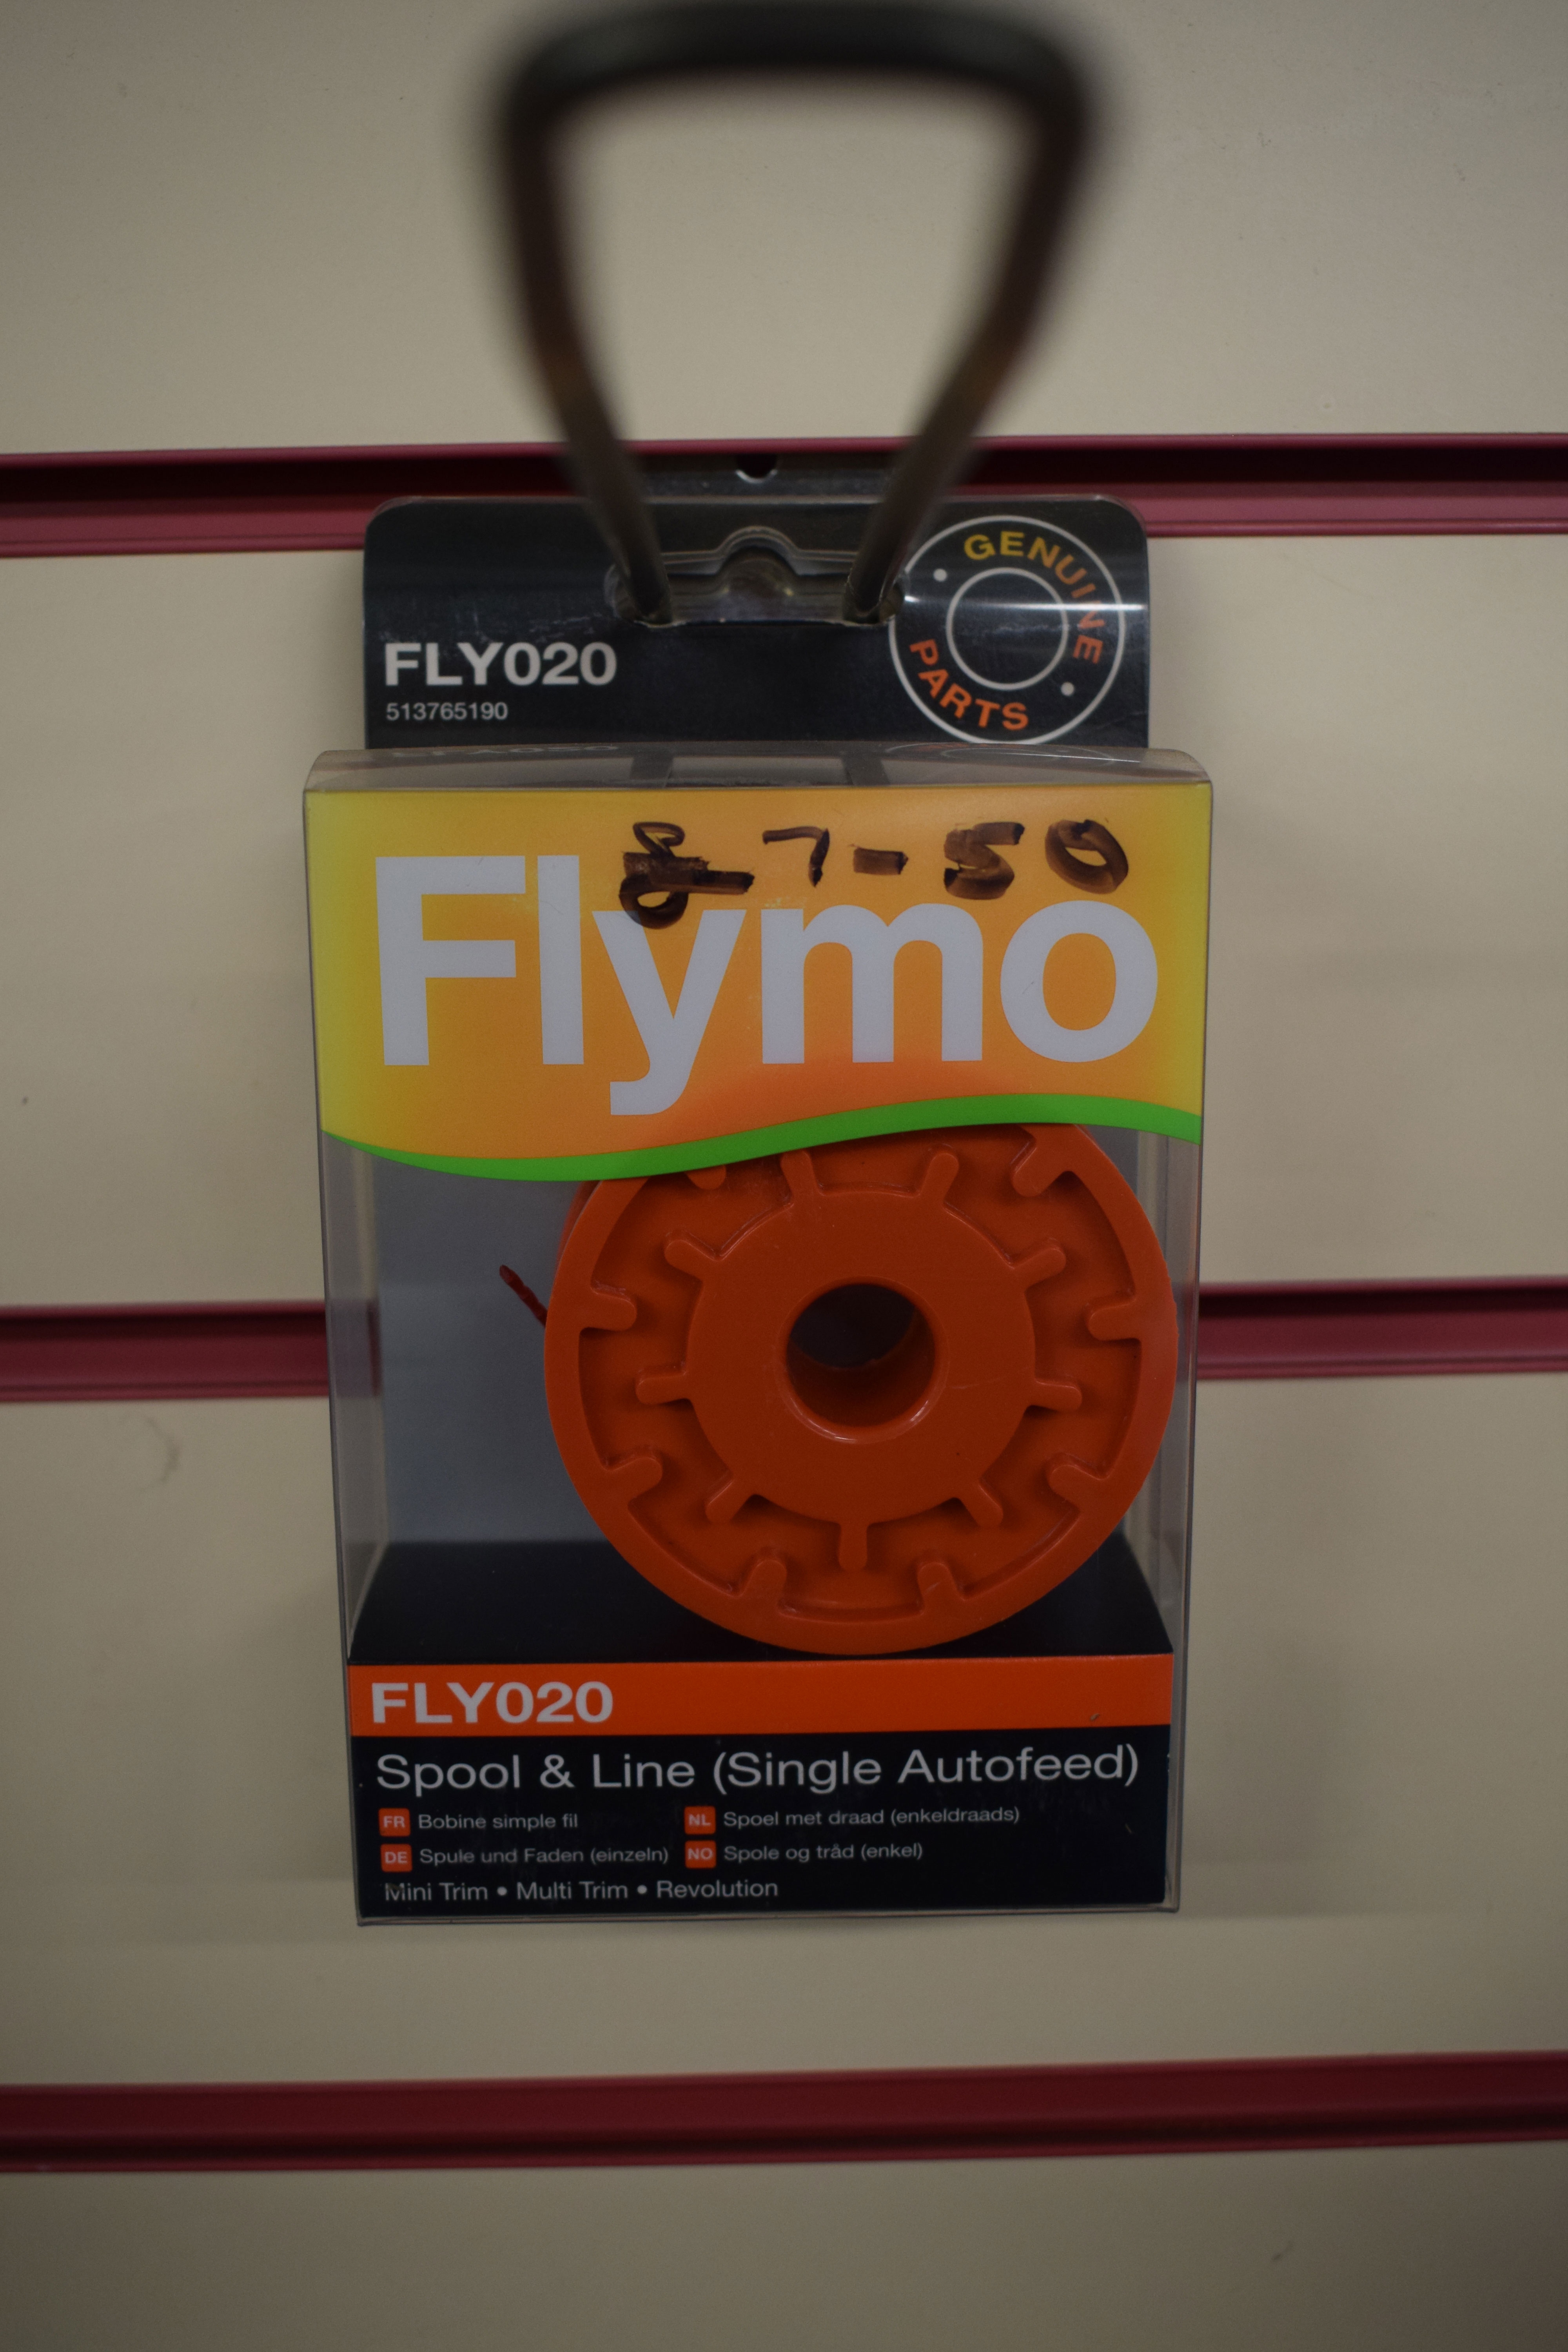 GENUINE PARTS
FLY020
513765190
£7-50
Flymo
FLY020
Spool & Line (Single Autofeed)
FR Bobine simple fil
NL Spoel met draad (enkeldraads)
DE Spule und Faden (einzeln)
NO Spole og tråd (enkel)
Mini Trim • Multi Trim • Revolution